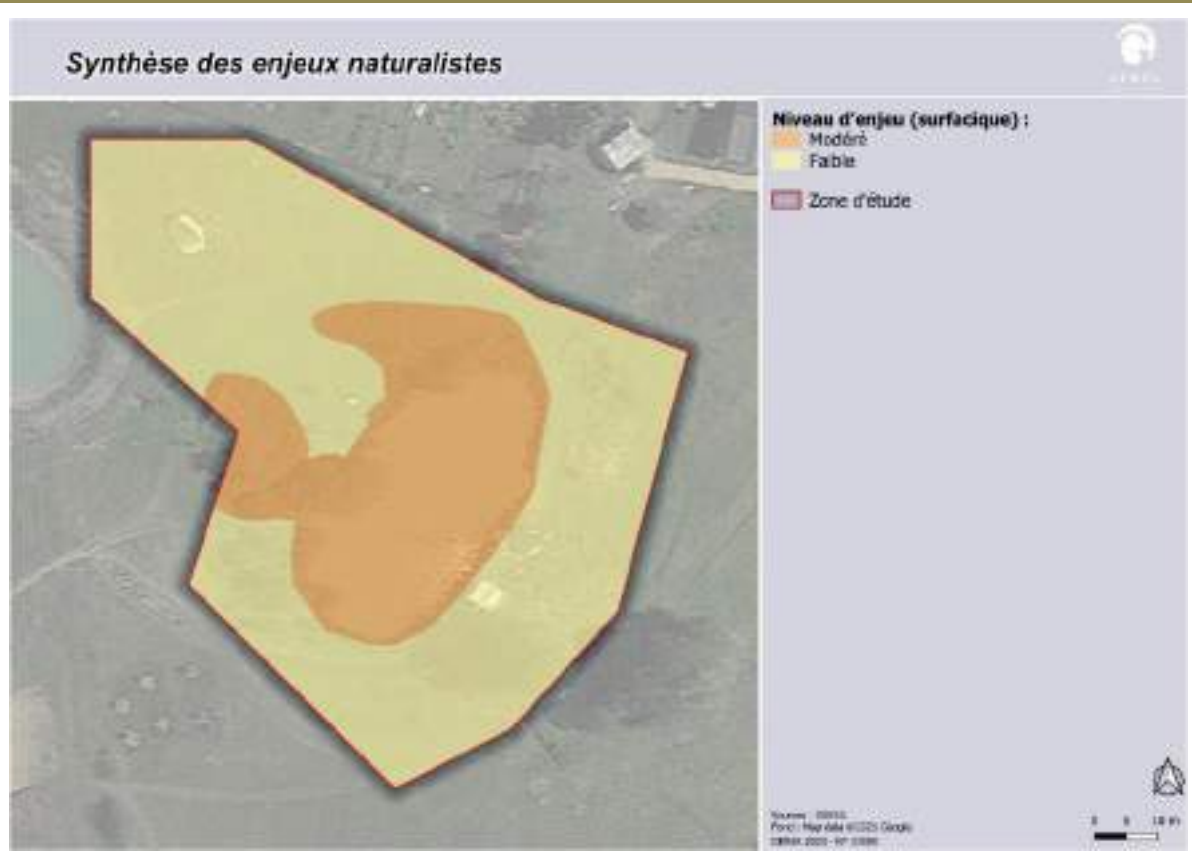 Synthèse des enjeux naturalistes
Niveau d'enjeu (surfacique) :
Modéré
Faible
Zone d'étude